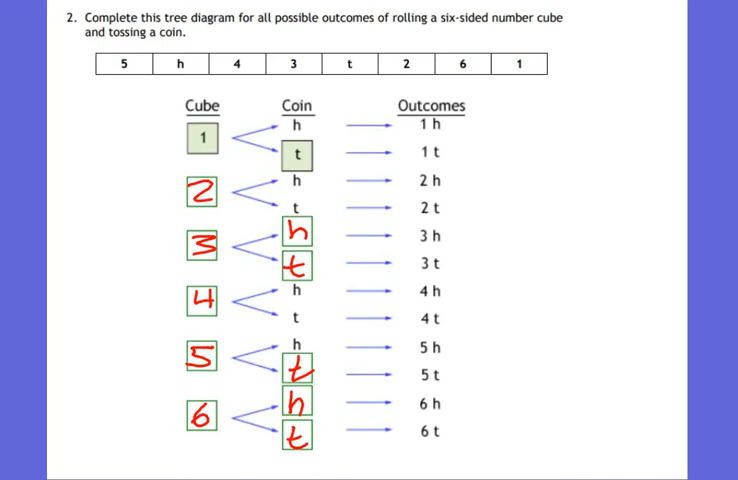 2. Complete this tree diagram for all possible outcomes of rolling a six-sided number cube
and tossing a coin.
5 h 4 3 t 2 6 1
Cube Coin Outcomes
h 1 h
1
t 1 t
h 2 h
2
t 2 t
h 3 h
3
t 3 t
h 4 h
4
t 4 t
h 5 h
5
t 5 t
h 6 h
6
t 6 t